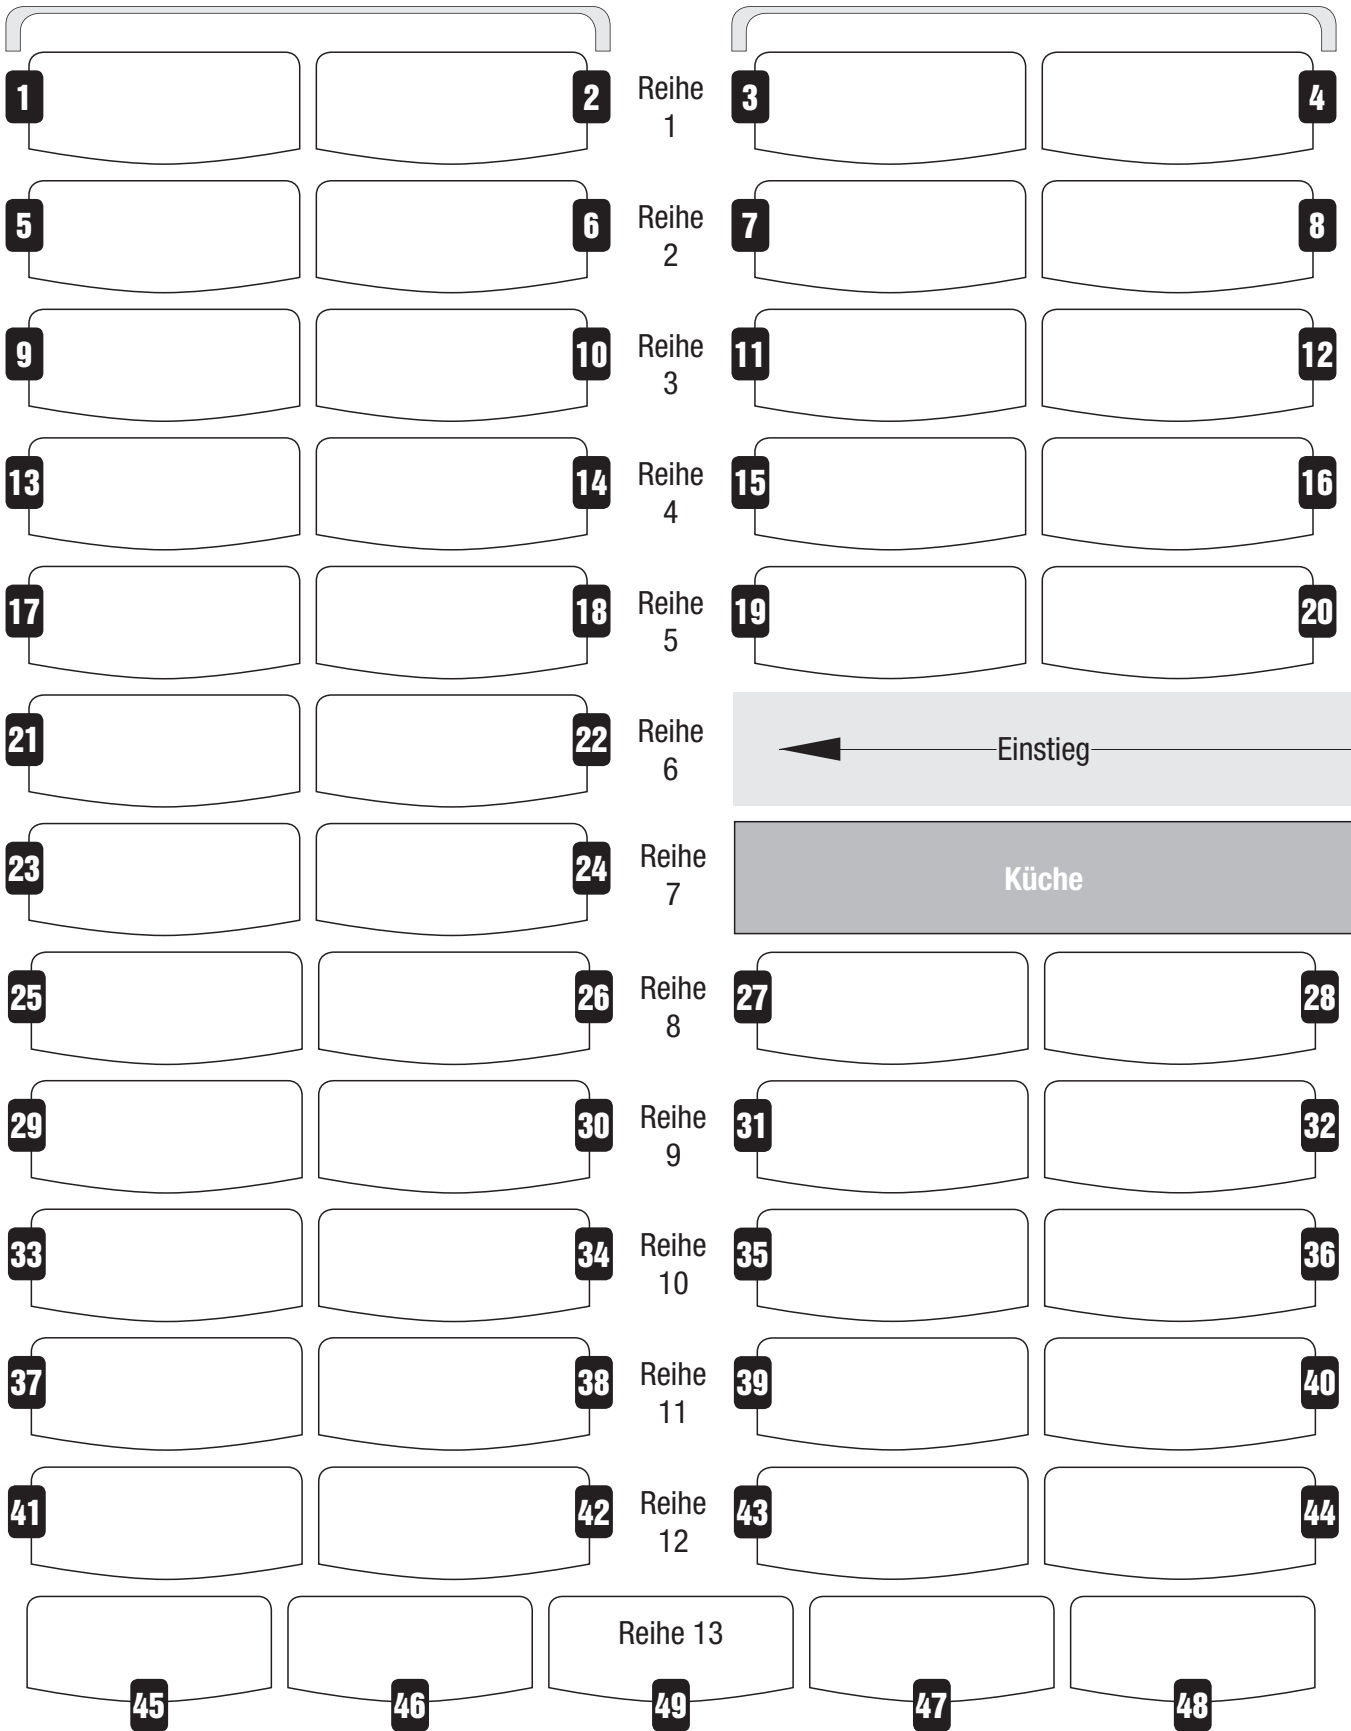 1 2 Reihe 3 4
1
5 6 Reihe 7 8
2
9 10 Reihe 11 12
3
13 14 Reihe 15 16
4
17 18 Reihe 19 20
5
21 22 Reihe
6
Einstieg
23 24 Reihe
7
Küche
25 26 Reihe 27 28
8
29 30 Reihe 31 32
9
33 34 Reihe 35 36
10
37 38 Reihe 39 40
11
41 42 Reihe 43 44
12
Reihe 13
45 46 49 47 48